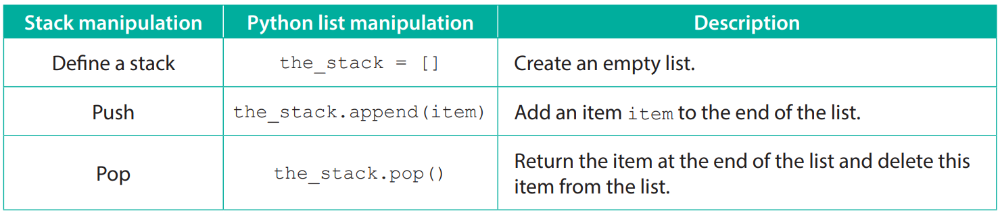 Stack manipulation Python list manipulation Description
Define a stack the_stack = [] Create an empty list.
Push the_stack.append(item) Add an item item to the end of the list.
Pop the_stack.pop() Return the item at the end of the list and delete this
item from the list.